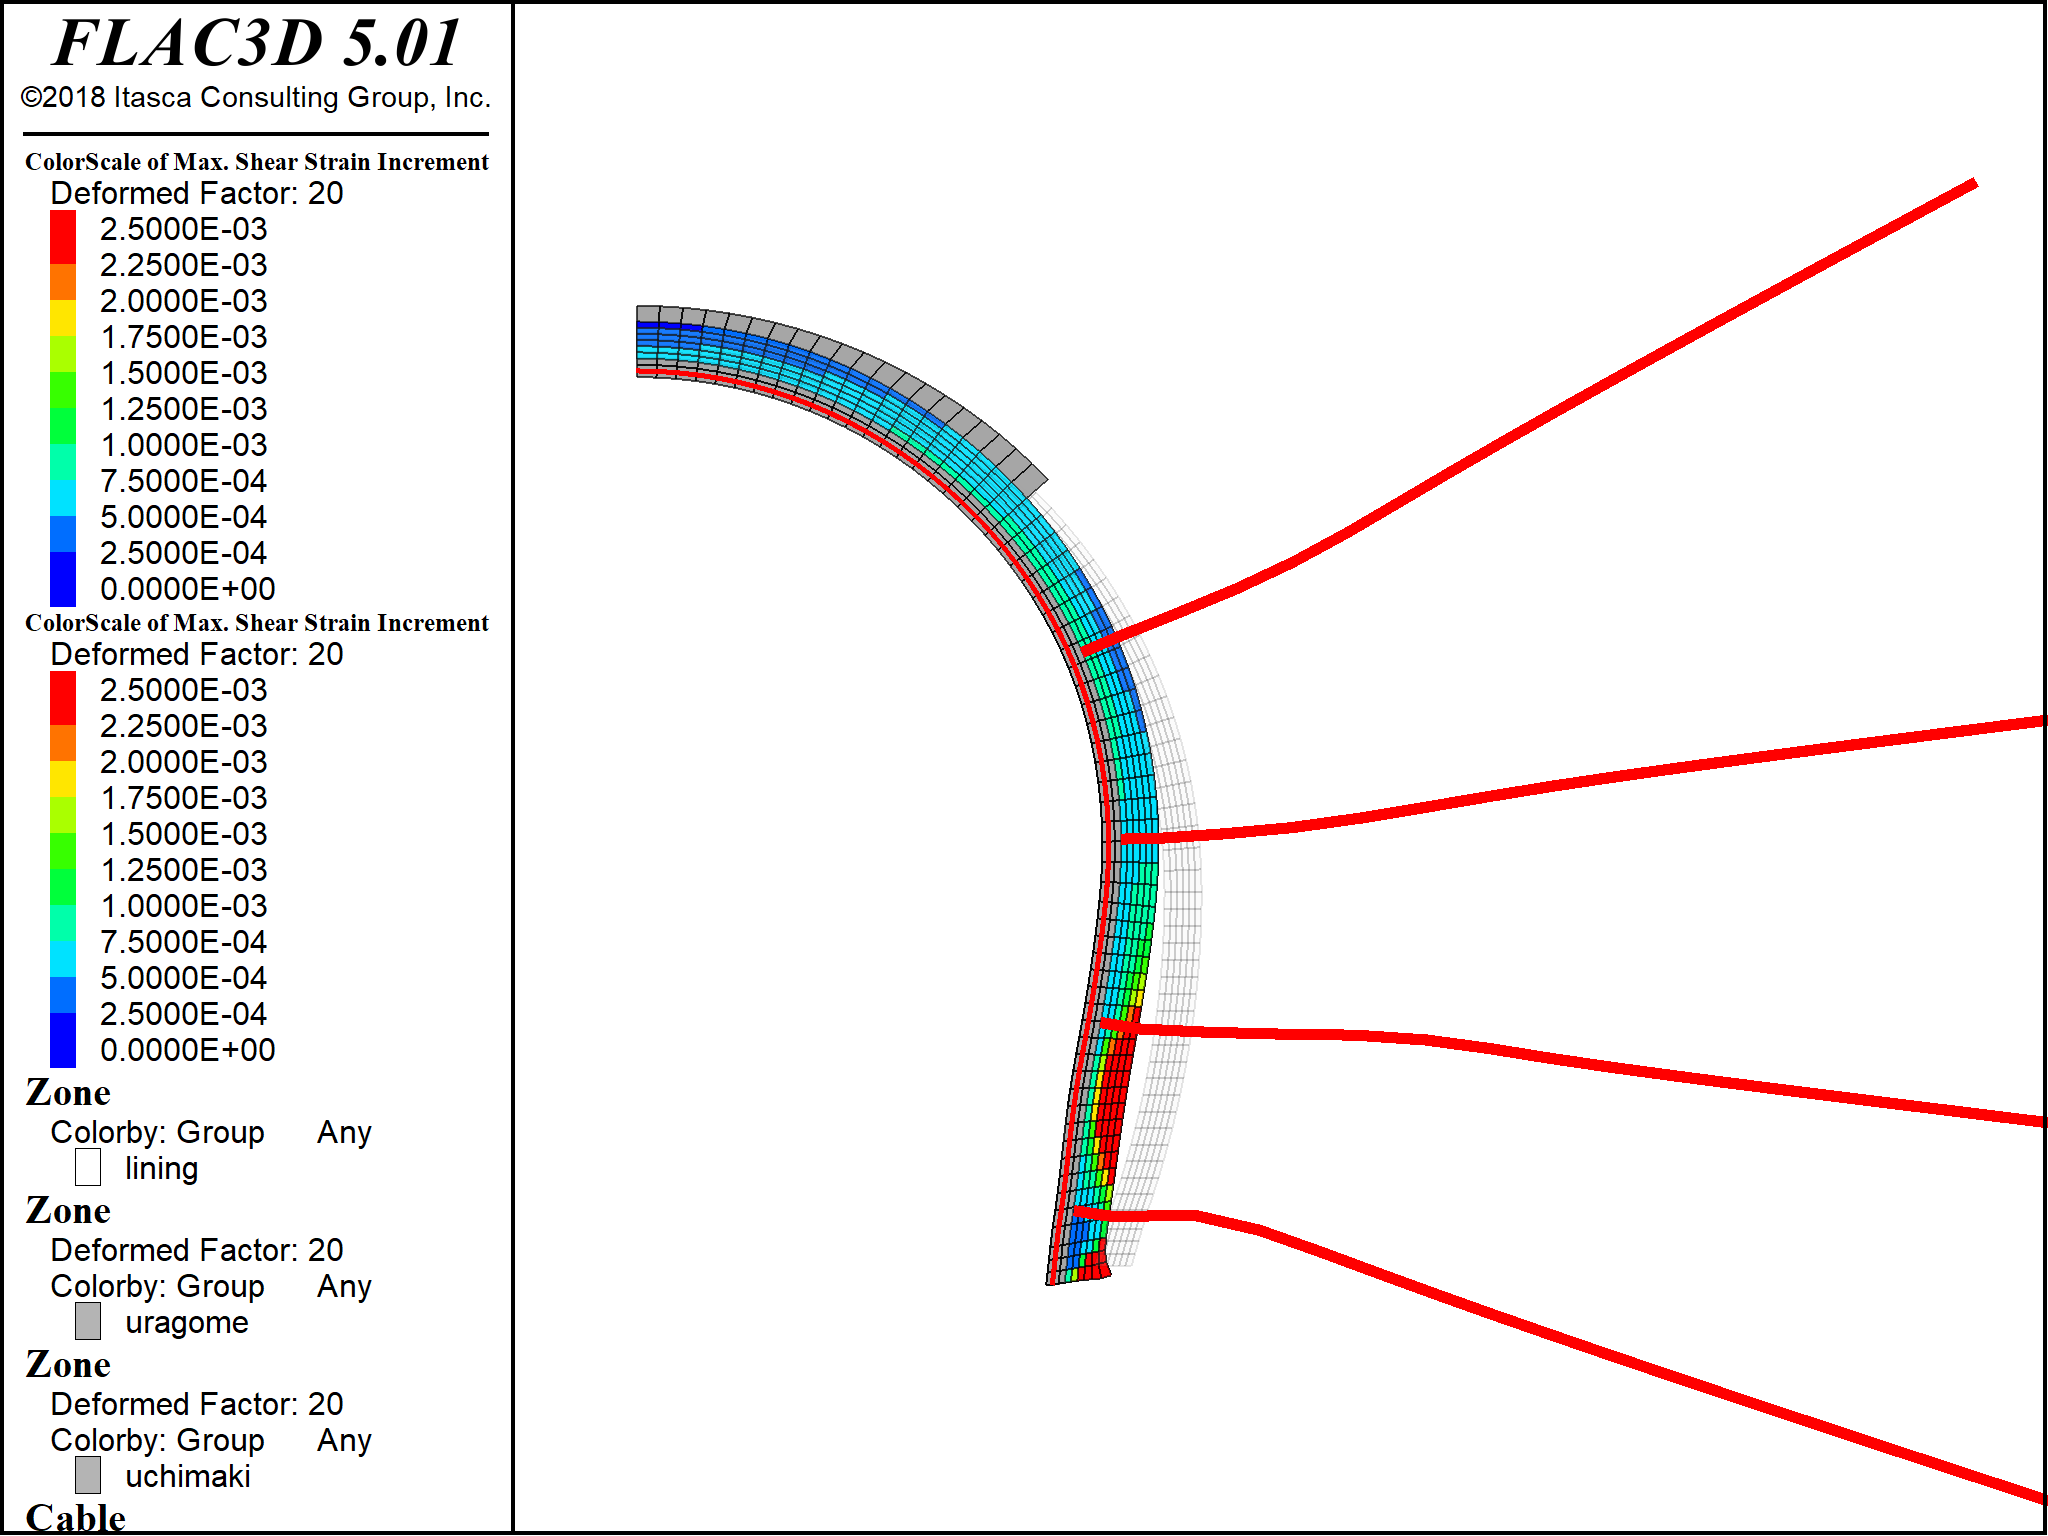 FLAC3D 5.01
©2018 Itasca Consulting Group, Inc.
ColorScale of Max. Shear Strain Increment
Deformed Factor: 20
2.5000E-03
2.2500E-03
2.0000E-03
1.7500E-03
1.5000E-03
1.2500E-03
1.0000E-03
7.5000E-04
5.0000E-04
2.5000E-04
0.0000E+00
ColorScale of Max. Shear Strain Increment
Deformed Factor: 20
2.5000E-03
2.2500E-03
2.0000E-03
1.7500E-03
1.5000E-03
1.2500E-03
1.0000E-03
7.5000E-04
5.0000E-04
2.5000E-04
0.0000E+00
Zone
Colorby: Group Any
lining
Zone
Deformed Factor: 20
Colorby: Group Any
uragome
Zone
Deformed Factor: 20
Colorby: Group Any
uchimaki
Cable